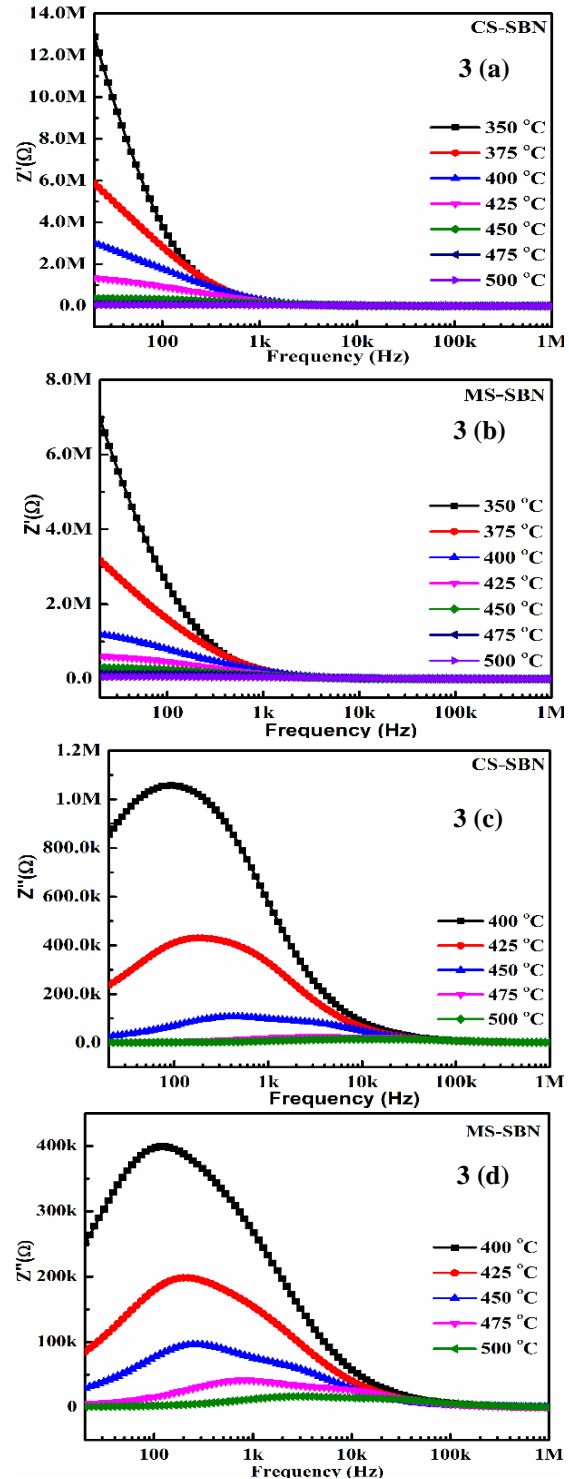 14.0M
CS-SBN
12.0M
3 (a)
10.0M
350 °C
8.0M
375 °C
Z'(Ω)
400 °C
6.0M
425 °C
4.0M
450 °C
475 °C
2.0M
500 °C
0.0
100 1k 10k 100k 1M
Frequency (Hz)
8.0M
MS-SBN
3 (b)
6.0M
350 °C
375 °C
Z'(Ω)
4.0M
400 °C
425 °C
2.0M
450 °C
475 °C
500 °C
0.0
100 1k 10k 100k 1M
Frequency (Hz)
1.2M
CS-SBN
1.0M
3 (c)
800.0k
Z''(Ω)
600.0k
400 °C
400.0k
425 °C
450 °C
200.0k
475 °C
500 °C
0.0
100 1k 10k 100k 1M
Frequency (Hz)
MS-SBN
400k
3 (d)
300k
Z''(Ω)
400 °C
200k
425 °C
450 °C
100k
475 °C
500 °C
0
100 1k 10k 100k 1M
Frequency (Hz)